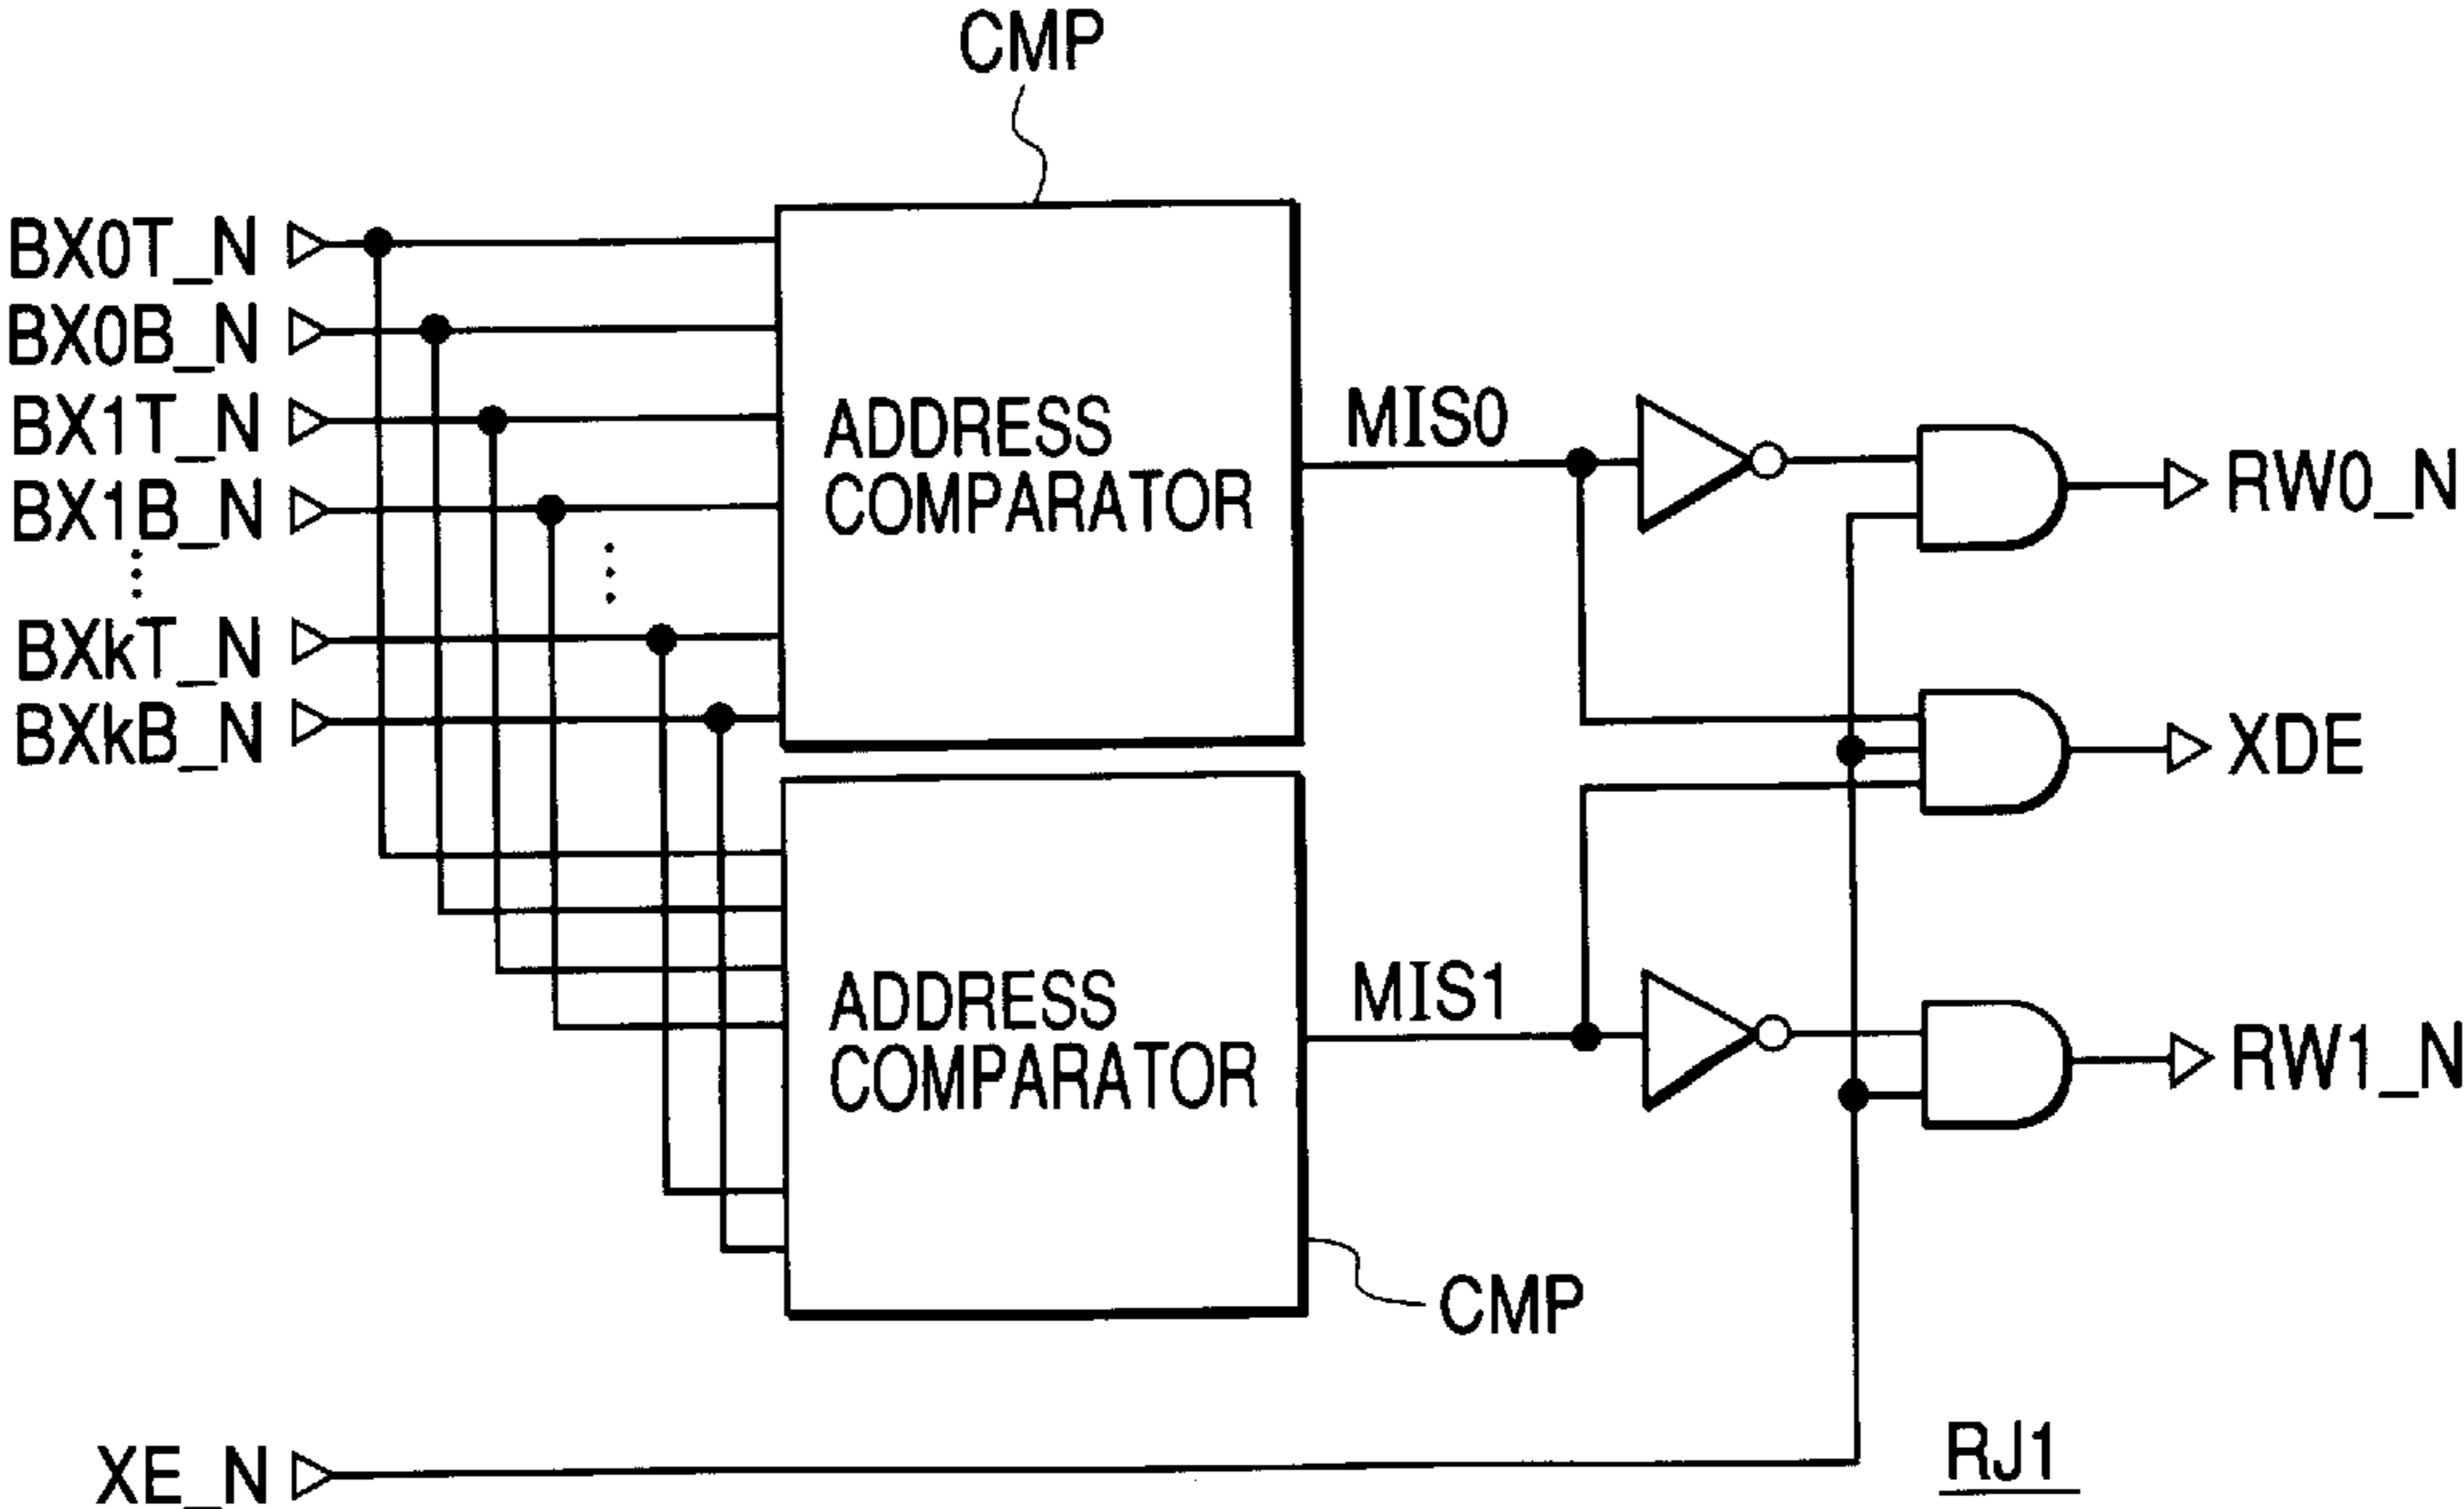 CMP
BX0T_N
BX0B_N
BX1T_N
BX1B_N
BXkT_N
BXkB_N
ADDRESS
COMPARATOR
MIS0
RW0_N
XDE
ADDRESS
COMPARATOR
MIS1
RW1_N
CMP
XE_N
RJ1